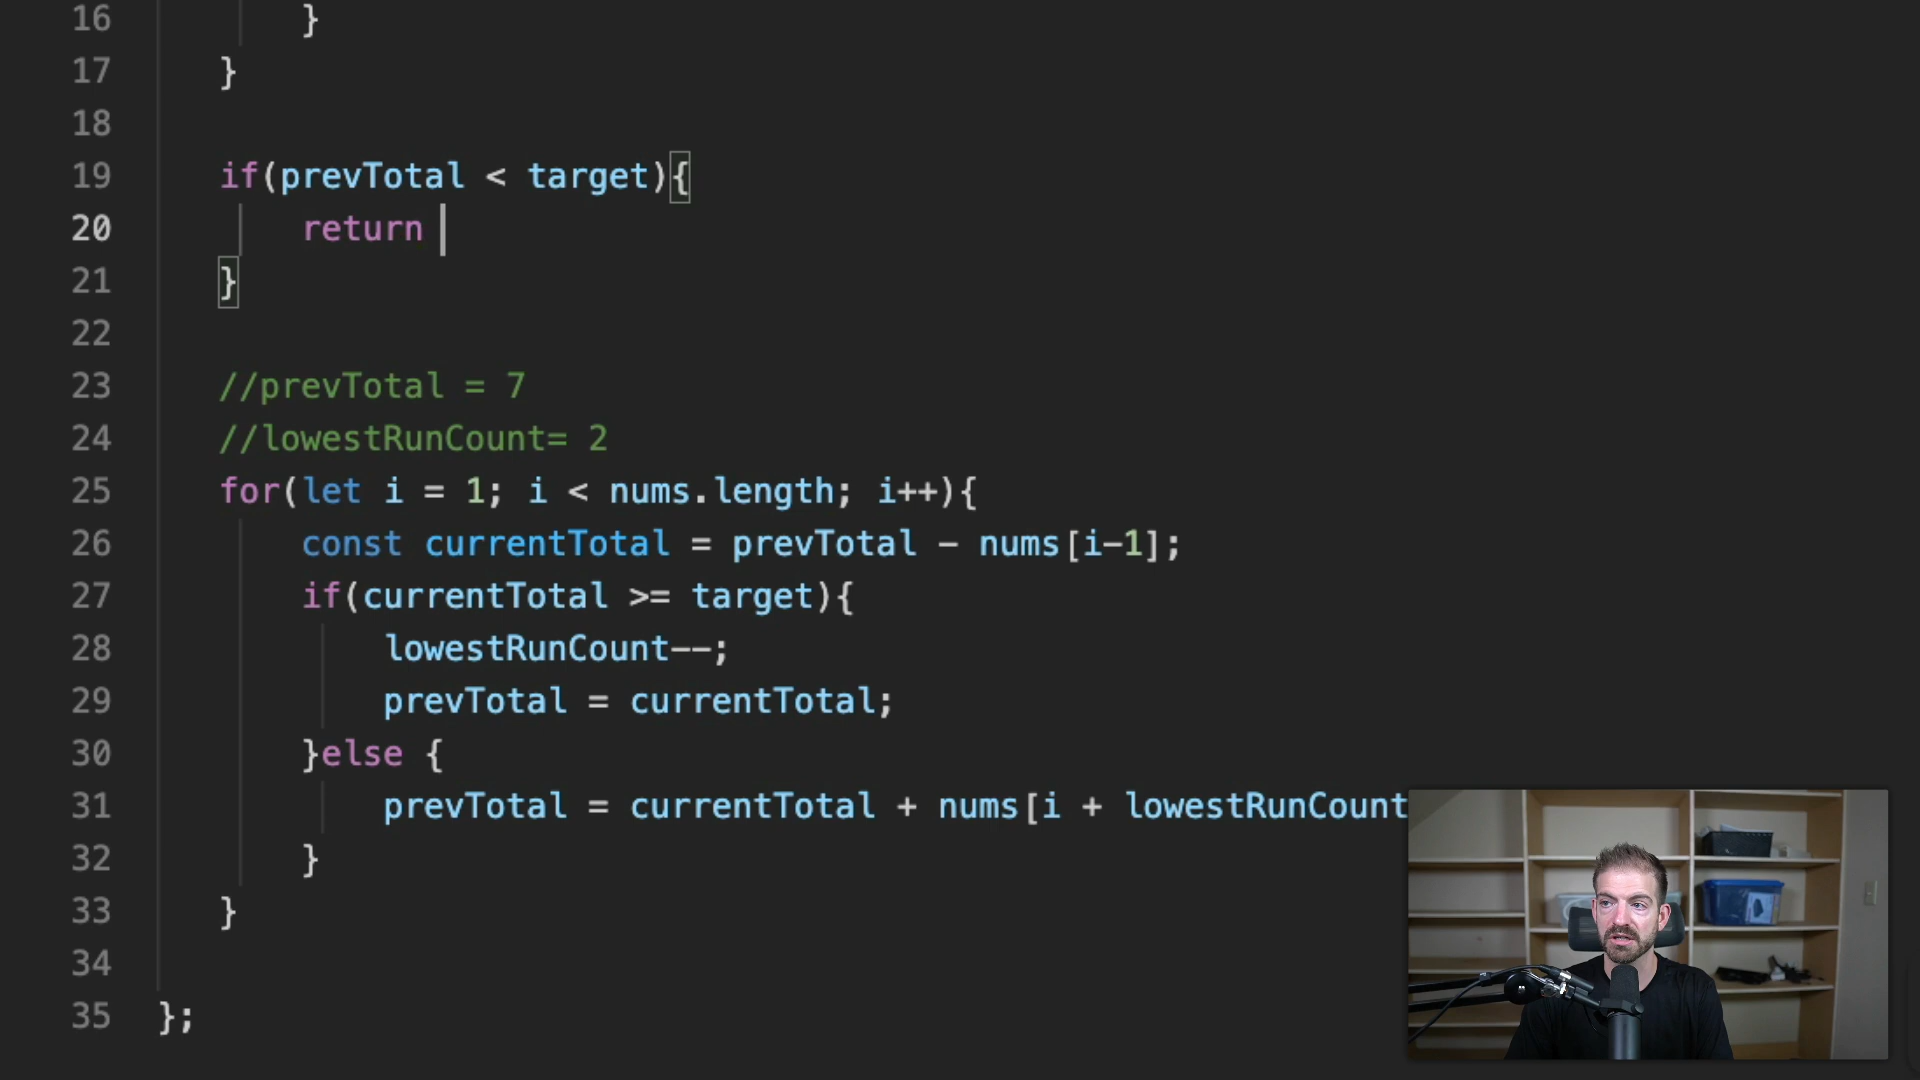 16 }
17 }
18
19 if(prevTotal < target){
20 return
21 }
22
23 //prevTotal = 7
24 //lowestRunCount= 2
25 for(let i = 1; i < nums.length; i++){
26 const currentTotal = prevTotal - nums[i-1];
27 if(currentTotal >= target){
28 lowestRunCount--;
29 prevTotal = currentTotal;
30 }else {
31 prevTotal = currentTotal + nums[i + lowestRunCount
32 }
33 }
34
35 };